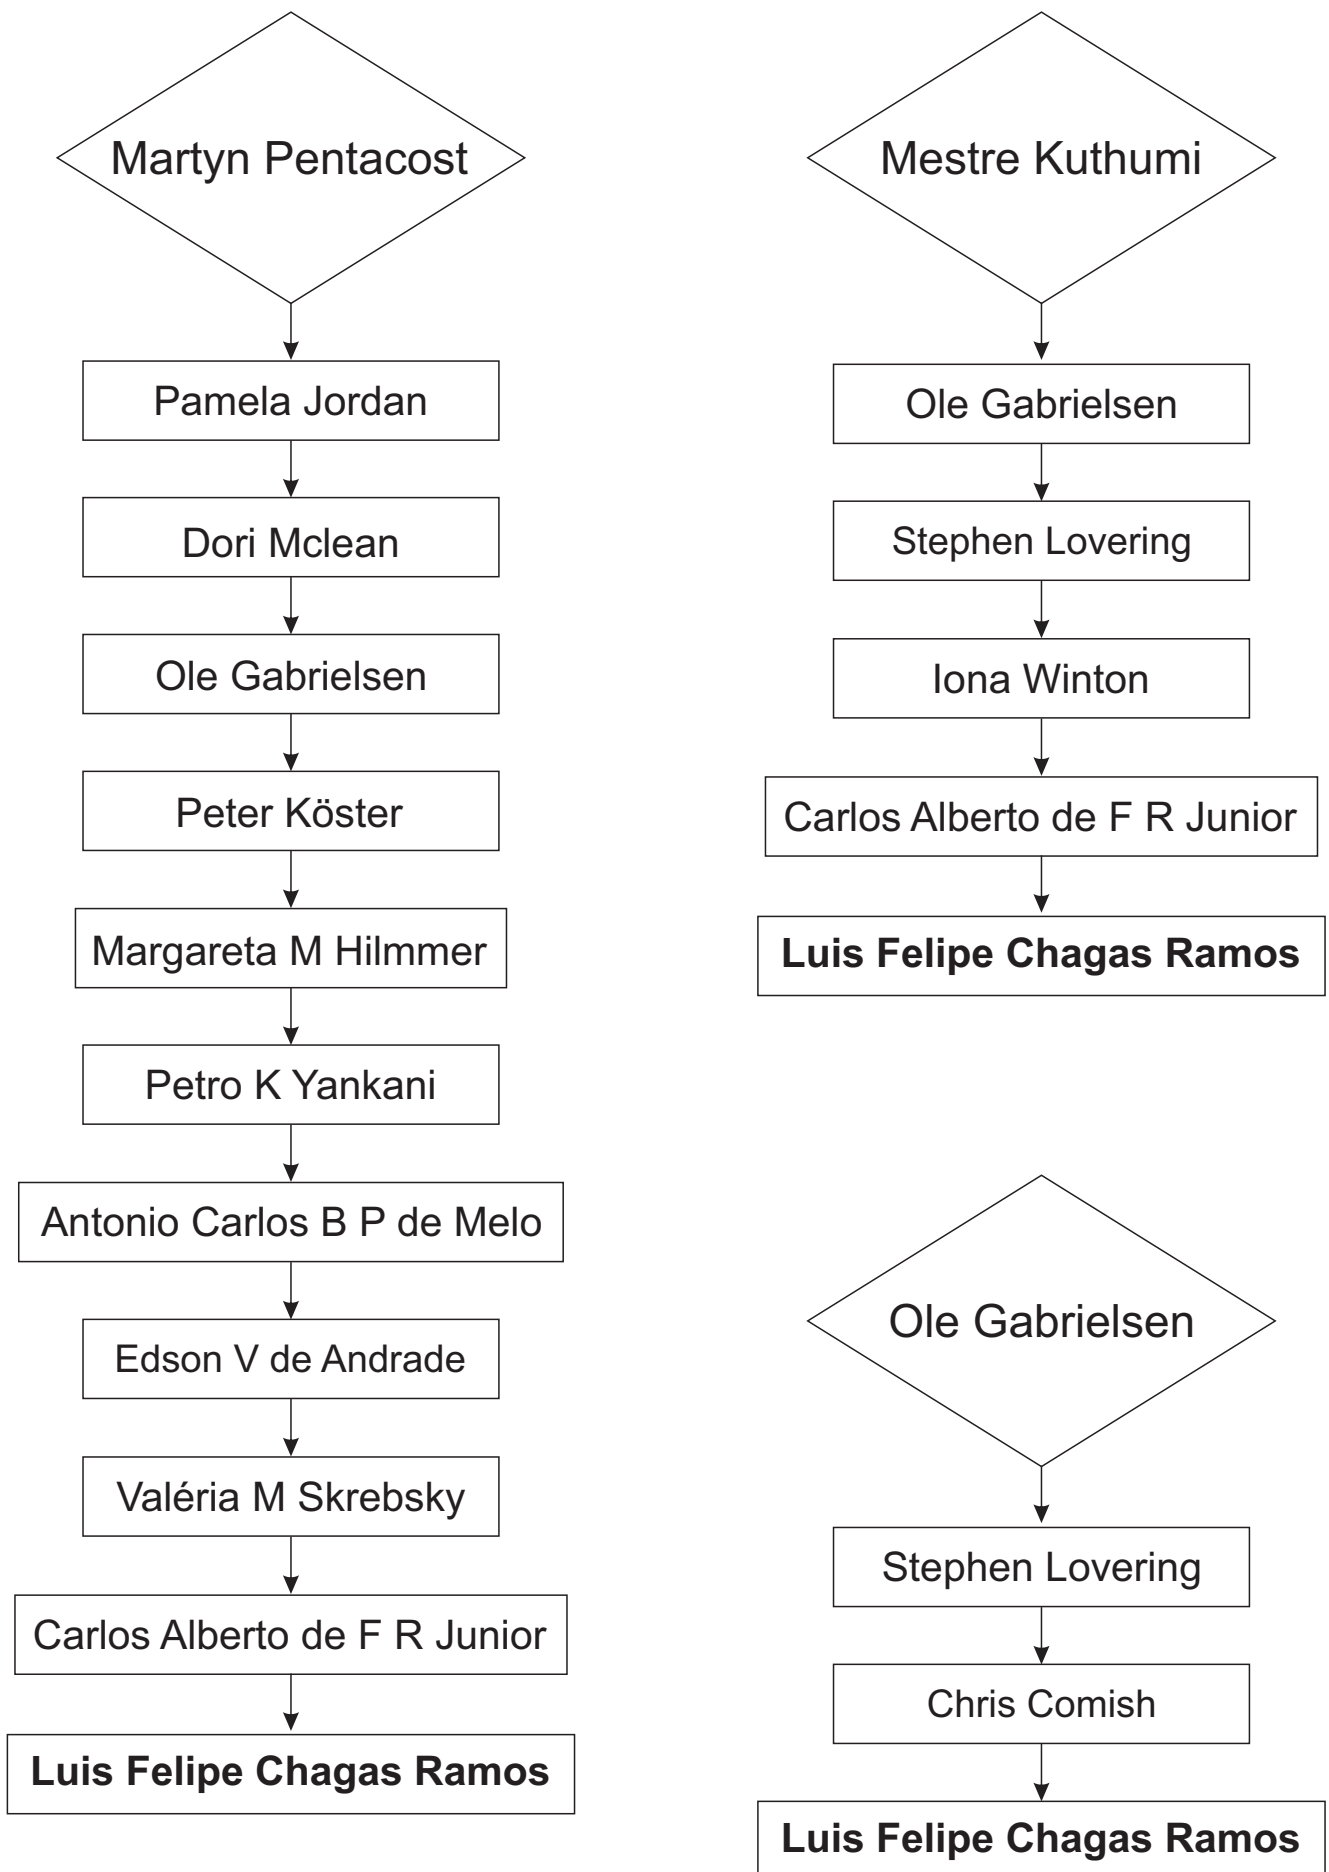 Martyn Pentacost
Pamela Jordan
Dori Mclean
Ole Gabrielsen
Peter Köster
Margareta M Hilmmer
Petro K Yankani
Antonio Carlos B P de Melo
Edson V de Andrade
Valéria M Skrebsky
Carlos Alberto de F R Junior
Luis Felipe Chagas Ramos
Mestre Kuthumi
Ole Gabrielsen
Stephen Lovering
Iona Winton
Carlos Alberto de F R Junior
Luis Felipe Chagas Ramos
Ole Gabrielsen
Stephen Lovering
Chris Comish
Luis Felipe Chagas Ramos